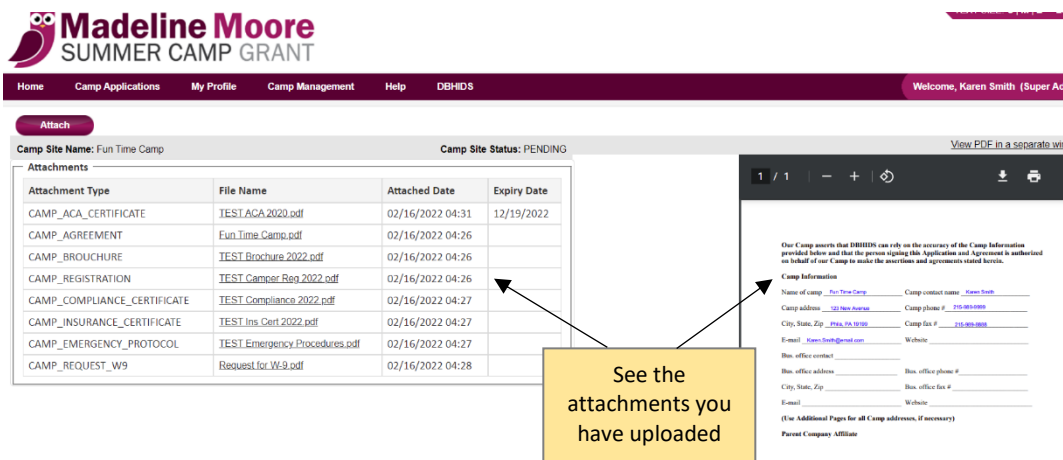 Madeline Moore
SUMMER CAMP GRANT
Home Camp Applications My Profile Camp Management Help DBHIDS Welcome, Karen Smith (Super Ad
Attach
Camp Site Name: Fun Time Camp Camp Site Status: PENDING View PDF in a separate wi
Attachments
Attachment Type File Name Attached Date Expiry Date
CAMP_ACA_CERTIFICATE TEST ACA 2020.pdf 02/16/2022 04:31 12/19/2022
CAMP_AGREEMENT Fun Time Camp.pdf 02/16/2022 04:26
CAMP_BROUCHURE TEST Brochure 2022.pdf 02/16/2022 04:26
CAMP_REGISTRATION TEST Camper Reg 2022.pdf 02/16/2022 04:26
CAMP_COMPLIANCE_CERTIFICATE TEST Compliance 2022.pdf 02/16/2022 04:27
CAMP_INSURANCE_CERTIFICATE TEST Ins Cert 2022.pdf 02/16/2022 04:27
CAMP_EMERGENCY_PROTOCOL TEST Emergency Procedures.pdf 02/16/2022 04:27
CAMP_REQUEST_W9 Request for W-9.pdf 02/16/2022 04:28
1 / 1
Our Camp asserts that DBHIDS can rely on the accuracy of the Camp Information
provided below and that the person signing this Application and Agreement is authorized
on behalf of our Camp to make the assertions and agreements stated herein.
Camp Information
Name of camp Fun Time Camp Camp contact name Karen Smith
Camp address 123 New Avenue Camp phone #
City, State, Zip Phila, PA 19190 Camp fax #
E-mail Karen.Smith@email.com Website
Bus. office contact
Bus. office address Bus. office phone #
City, State, Zip Bus. office fax #
E-mail Website
(Use Additional Pages for all Camp addresses, if necessary)
Parent Company Affiliate
See the
attachments you
have uploaded